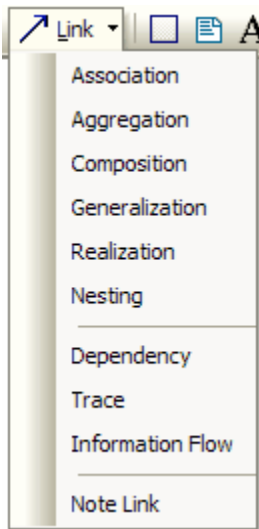 Link A
Association
Aggregation
Composition
Generalization
Realization
Nesting
Dependency
Trace
Information Flow
Note Link